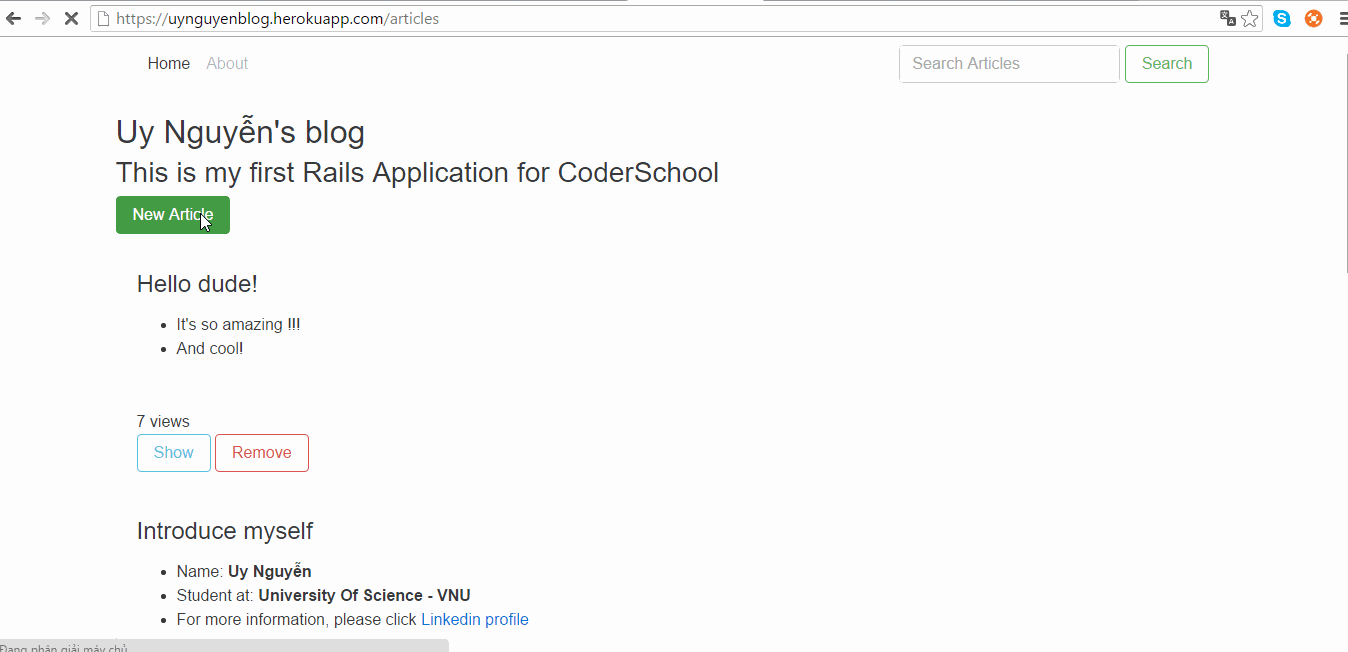 https://uynguyenblog.herokuapp.com/articles
Home About Search Articles Search
Uy Nguyễn's blog
This is my first Rails Application for CoderSchool
New Article
Hello dude!
It's so amazing !!!
And cool!
7 views
Show Remove
Introduce myself
Name: Uy Nguyễn
Student at: University Of Science - VNU
For more information, please click Linkedin profile
Đang phân giải máy chủ